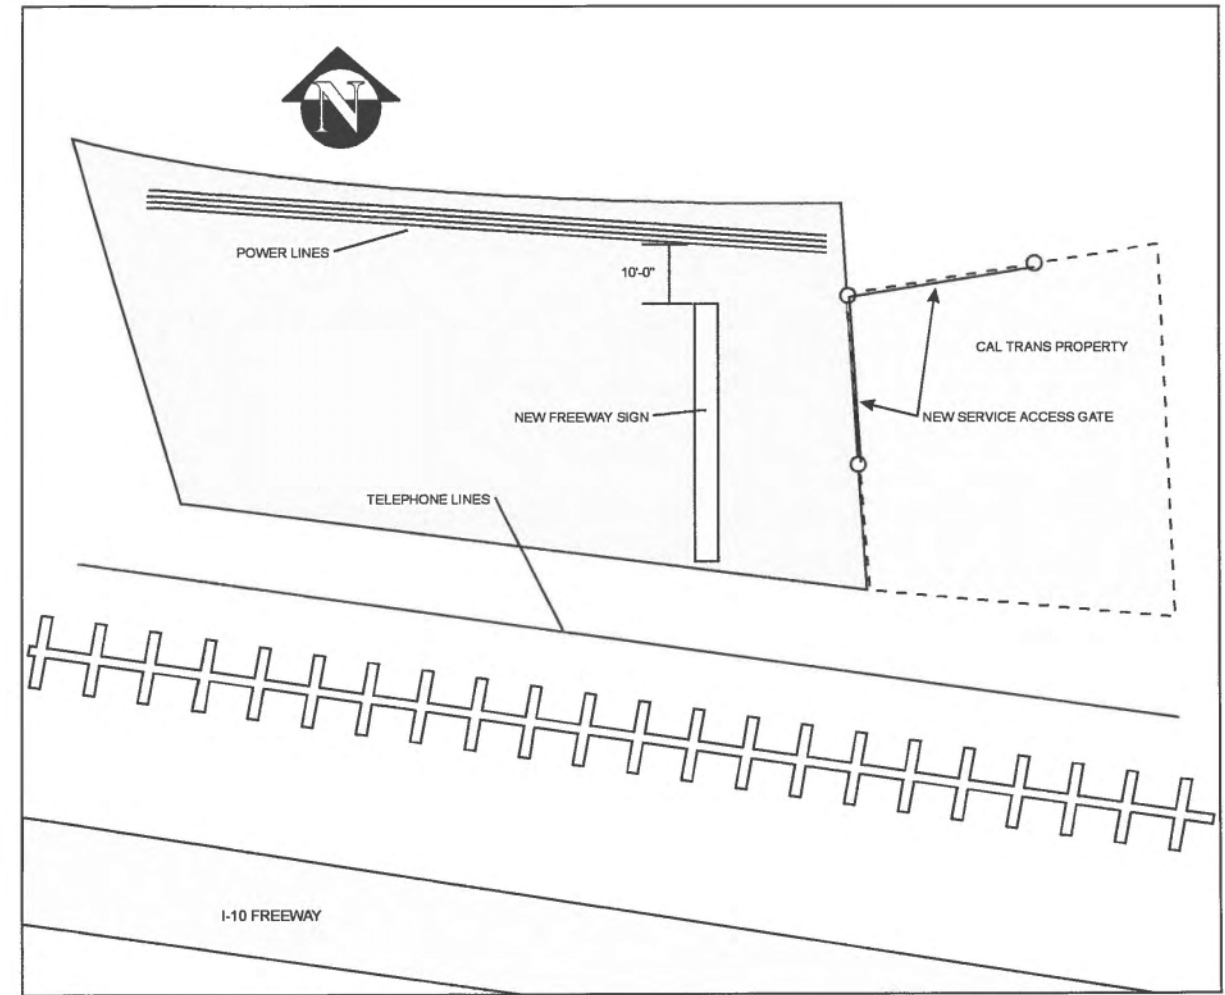 N
POWER LINES
10'-0"
CAL TRANS PROPERTY
NEW FREEWAY SIGN
NEW SERVICE ACCESS GATE
TELEPHONE LINES
I-10 FREEWAY